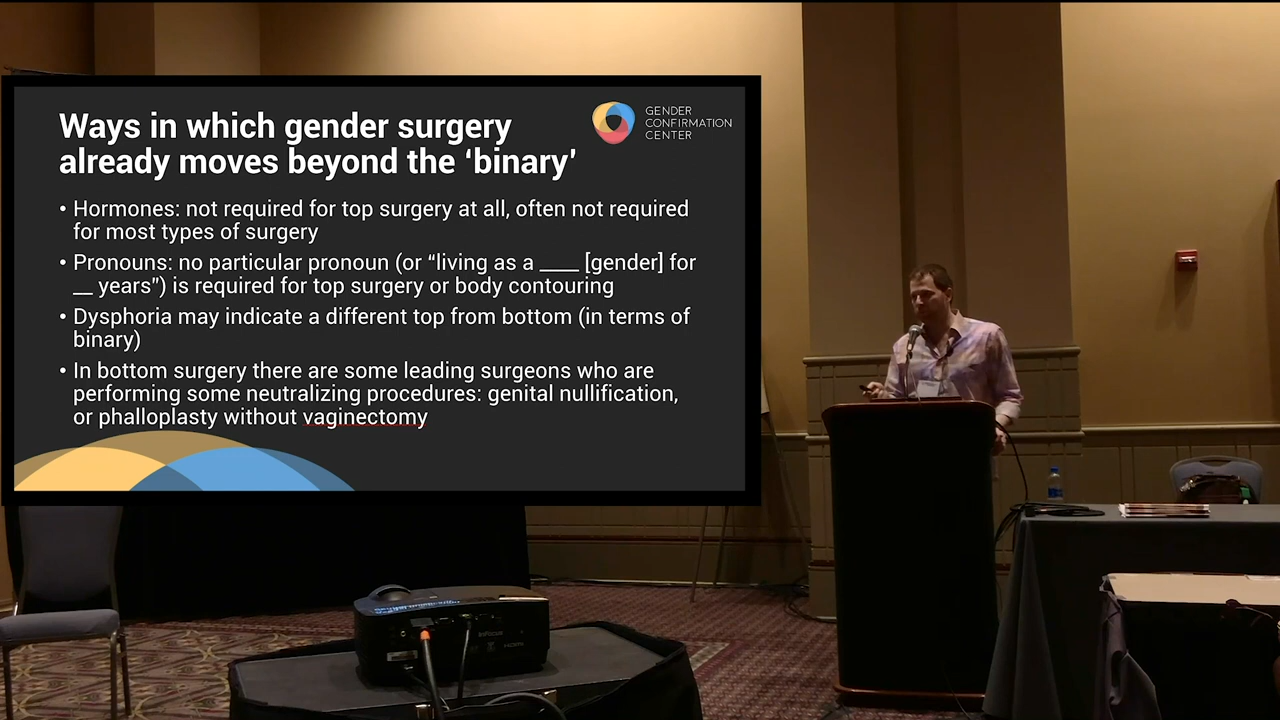 Ways in which gender surgery
already moves beyond the ‘binary’
GENDER
CONFIRMATION
CENTER
• Hormones: not required for top surgery at all, often not required
for most types of surgery
• Pronouns: no particular pronoun (or “living as a ____ [gender] for
__ years”) is required for top surgery or body contouring
• Dysphoria may indicate a different top from bottom (in terms of
binary)
• In bottom surgery there are some leading surgeons who are
performing some neutralizing procedures: genital nullification,
or phalloplasty without vaginectomy
InFocus
HDMI